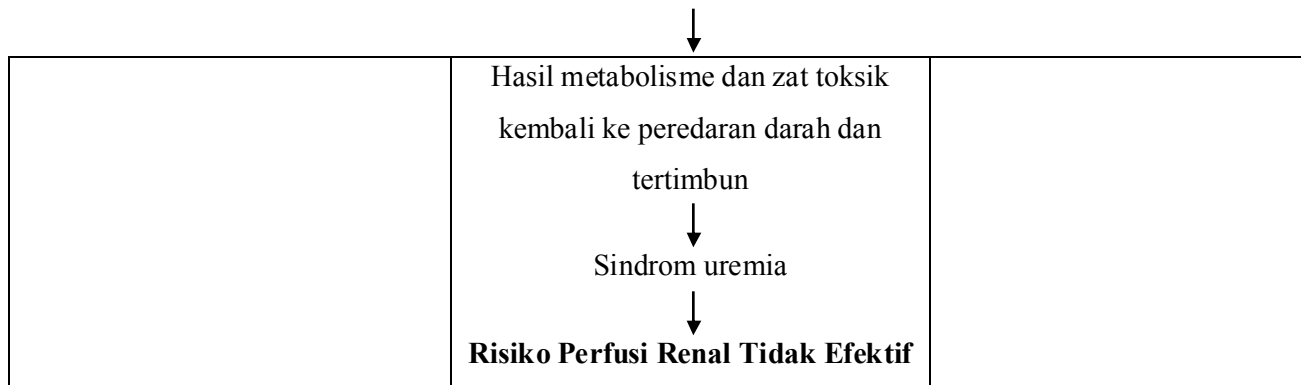 Hasil metabolisme dan zat toksik
kembali ke peredaran darah dan
tertimbun
Sindrom uremia
Risiko Perfusi Renal Tidak Efektif